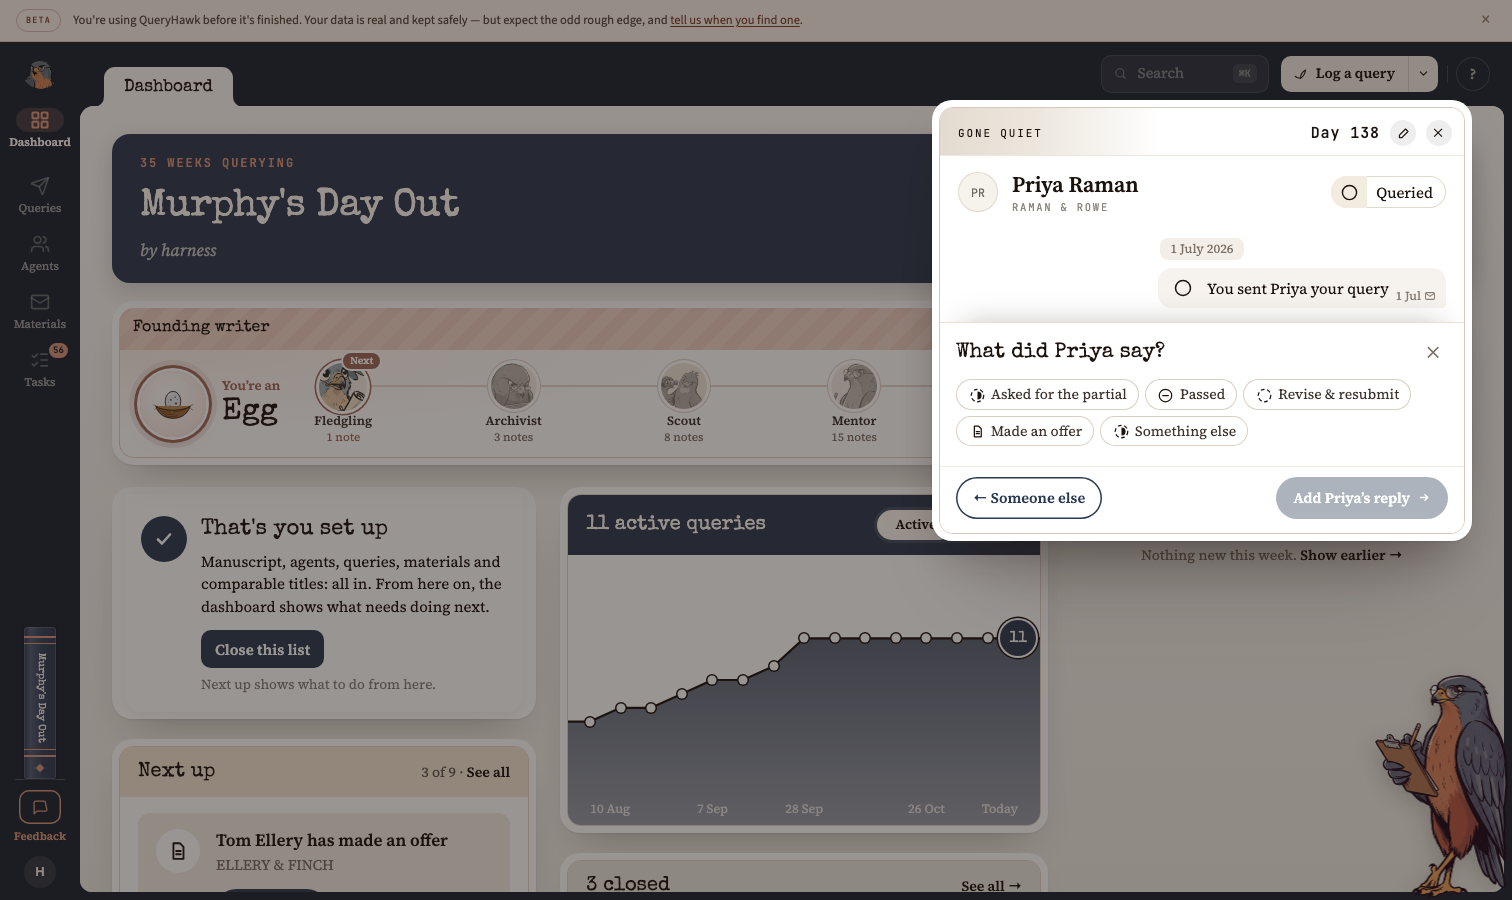 BETA
You're using QueryHawk before it's finished. Your data is real and kept safely — but expect the odd rough edge, and tell us when you find one.
Dashboard
Search
⌘K
Log a query
?
Dashboard
Queries
Agents
Materials
56
Tasks
Murphy's Day Out
Feedback
H
35 WEEKS QUERYING
Murphy's Day Out
by harness
Founding writer
You're an
Egg
Next
Fledgling
1 note
Archivist
3 notes
Scout
8 notes
Mentor
15 notes
That's you set up
Manuscript, agents, queries, materials and
comparable titles: all in. From here on, the
dashboard shows what needs doing next.
Close this list
Next up shows what to do from here.
Next up
3 of 9 · See all
Tom Ellery has made an offer
ELLERY & FINCH
11 active queries
Active
11
10 Aug
7 Sep
28 Sep
26 Oct
Today
3 closed
See all →
GONE QUIET
Day 138
PR
Priya Raman
RAMAN & ROWE
Queried
1 July 2026
You sent Priya your query
1 Jul
What did Priya say?
Asked for the partial
Passed
Revise & resubmit
Made an offer
Something else
← Someone else
Add Priya's reply →
Nothing new this week. Show earlier →